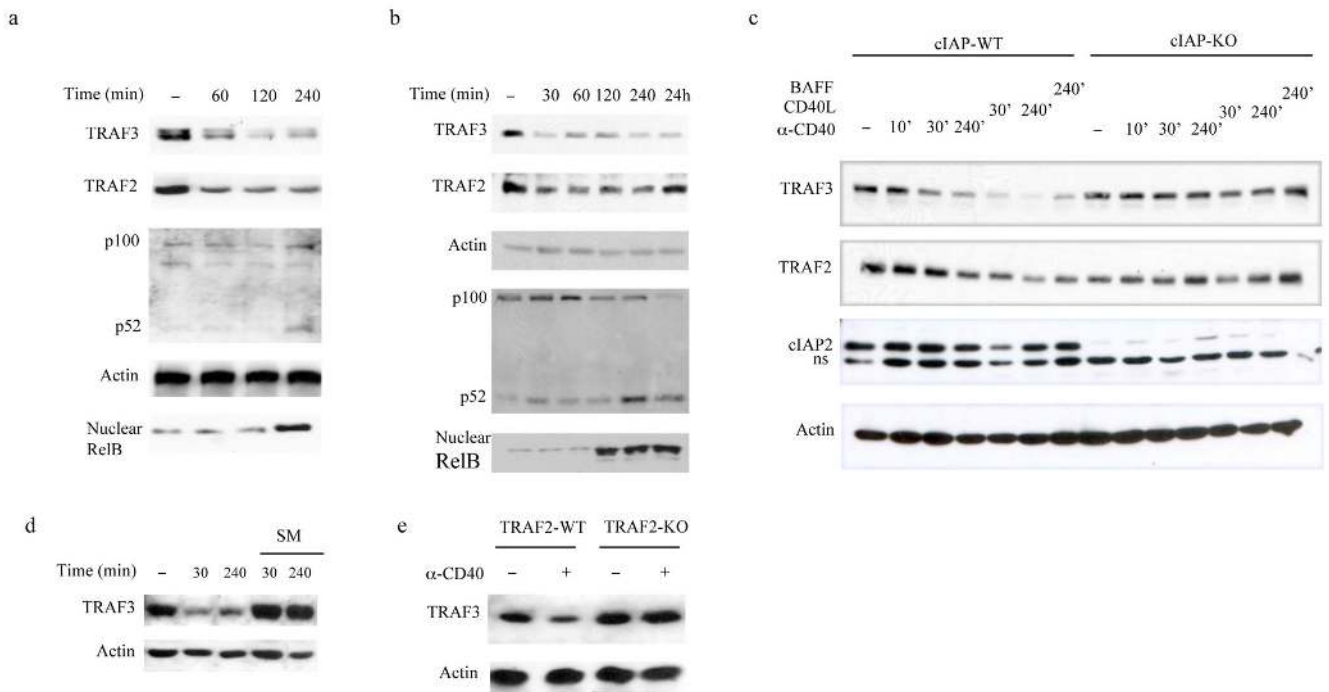 a
Time (min) – 60 120 240
TRAF3
TRAF2
p100
p52
Actin
Nuclear
RelB
b
Time (min) – 30 60 120 240 24h
TRAF3
TRAF2
Actin
p100
p52
Nuclear
RelB
c
cIAP-WT cIAP-KO
BAFF 240’ 240’
CD40L 30’ 240’ 30’ 240’
α-CD40 – 10’ 30’ 240’ – 10’ 30’ 240’
TRAF3
TRAF2
cIAP2
ns
Actin
d
SM
Time (min) – 30 240 30 240
TRAF3
Actin
e
TRAF2-WT TRAF2-KO
α-CD40 – + – +
TRAF3
Actin